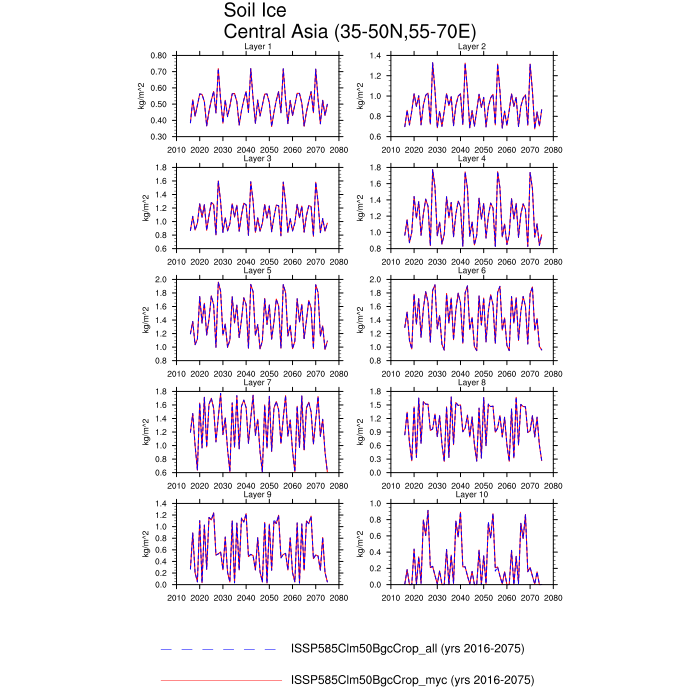 Soil Ice
Central Asia (35-50N,55-70E)
Layer 1
Layer 2
0.80
0.70
0.60
0.50
0.40
0.30
kg/m^2
2010 2020 2030 2040 2050 2060 2070 2080
1.4
1.2
1.0
0.8
0.6
kg/m^2
2010 2020 2030 2040 2050 2060 2070 2080
Layer 3
Layer 4
1.8
1.6
1.4
1.2
1.0
0.8
0.6
kg/m^2
2010 2020 2030 2040 2050 2060 2070 2080
1.8
1.6
1.4
1.2
1.0
0.8
kg/m^2
2010 2020 2030 2040 2050 2060 2070 2080
Layer 5
Layer 6
2.0
1.8
1.6
1.4
1.2
1.0
0.8
kg/m^2
2010 2020 2030 2040 2050 2060 2070 2080
2.0
1.8
1.6
1.4
1.2
1.0
0.8
kg/m^2
2010 2020 2030 2040 2050 2060 2070 2080
Layer 7
Layer 8
1.8
1.6
1.4
1.2
1.0
0.8
0.6
kg/m^2
2010 2020 2030 2040 2050 2060 2070 2080
1.8
1.5
1.2
0.9
0.6
0.3
0.0
kg/m^2
2010 2020 2030 2040 2050 2060 2070 2080
Layer 9
Layer 10
1.4
1.2
1.0
0.8
0.6
0.4
0.2
0.0
kg/m^2
2010 2020 2030 2040 2050 2060 2070 2080
1.0
0.8
0.6
0.4
0.2
0.0
kg/m^2
2010 2020 2030 2040 2050 2060 2070 2080
ISSP585Clm50BgcCrop_all (yrs 2016-2075)
ISSP585Clm50BgcCrop_myc (yrs 2016-2075)